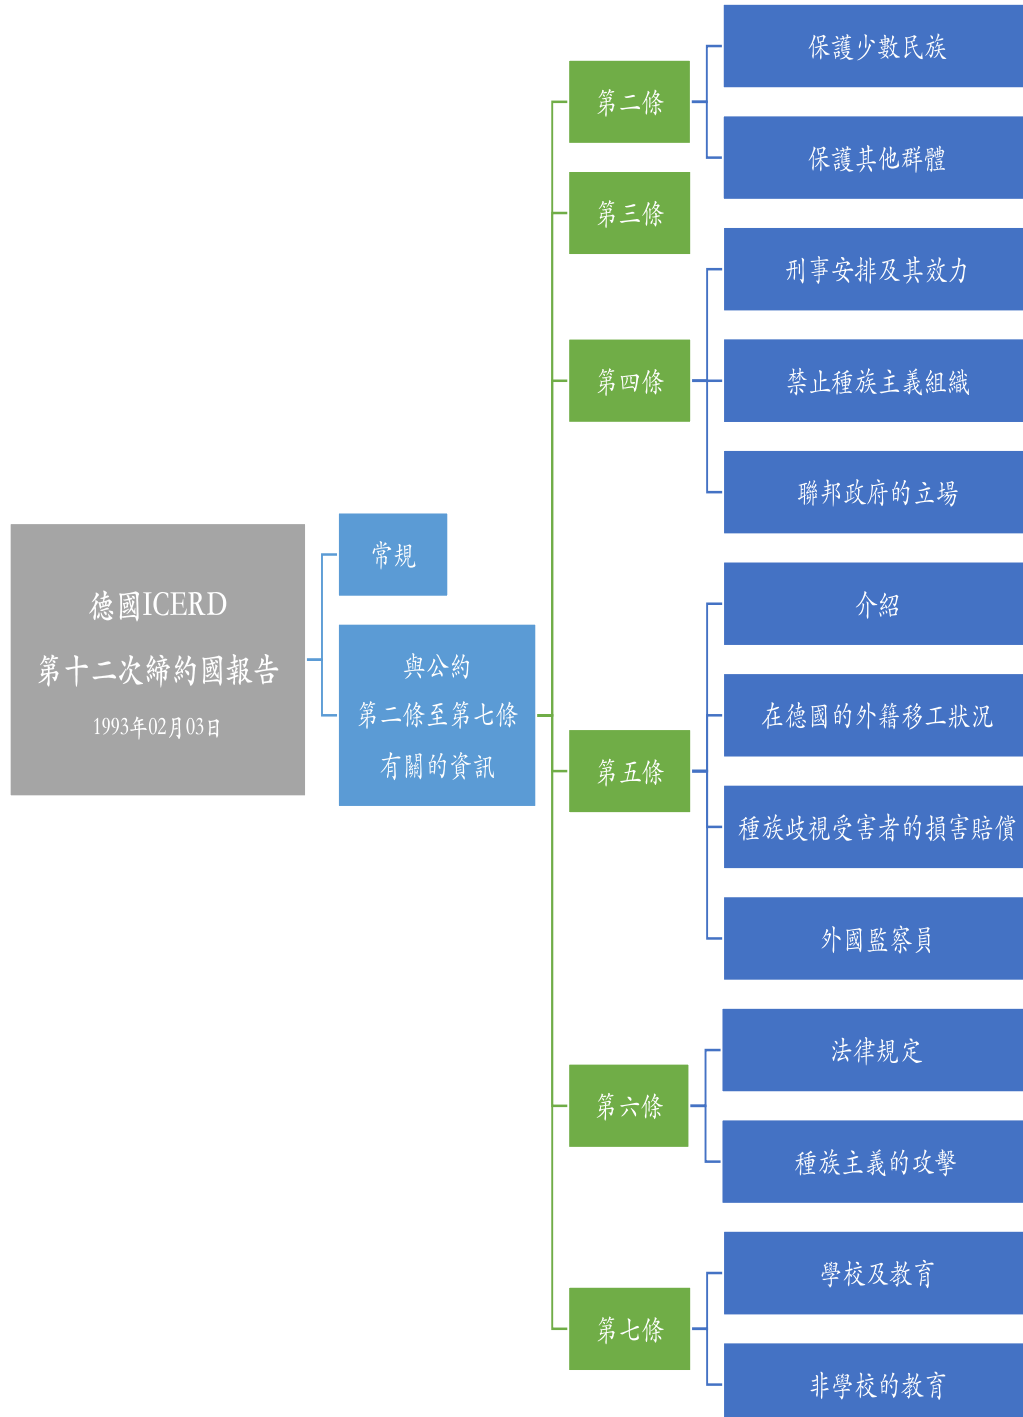 德國ICERD
第十二次締約國報告
1993年02月03日
常規
與公約
第二條至第七條
有關的資訊
第二條
保護少數民族
保護其他群體
第三條
第四條
刑事安排及其效力
禁止種族主義組織
聯邦政府的立場
第五條
介紹
在德國的外籍移工狀況
種族歧視受害者的損害賠償
外國監察員
第六條
法律規定
種族主義的攻擊
第七條
學校及教育
非學校的教育